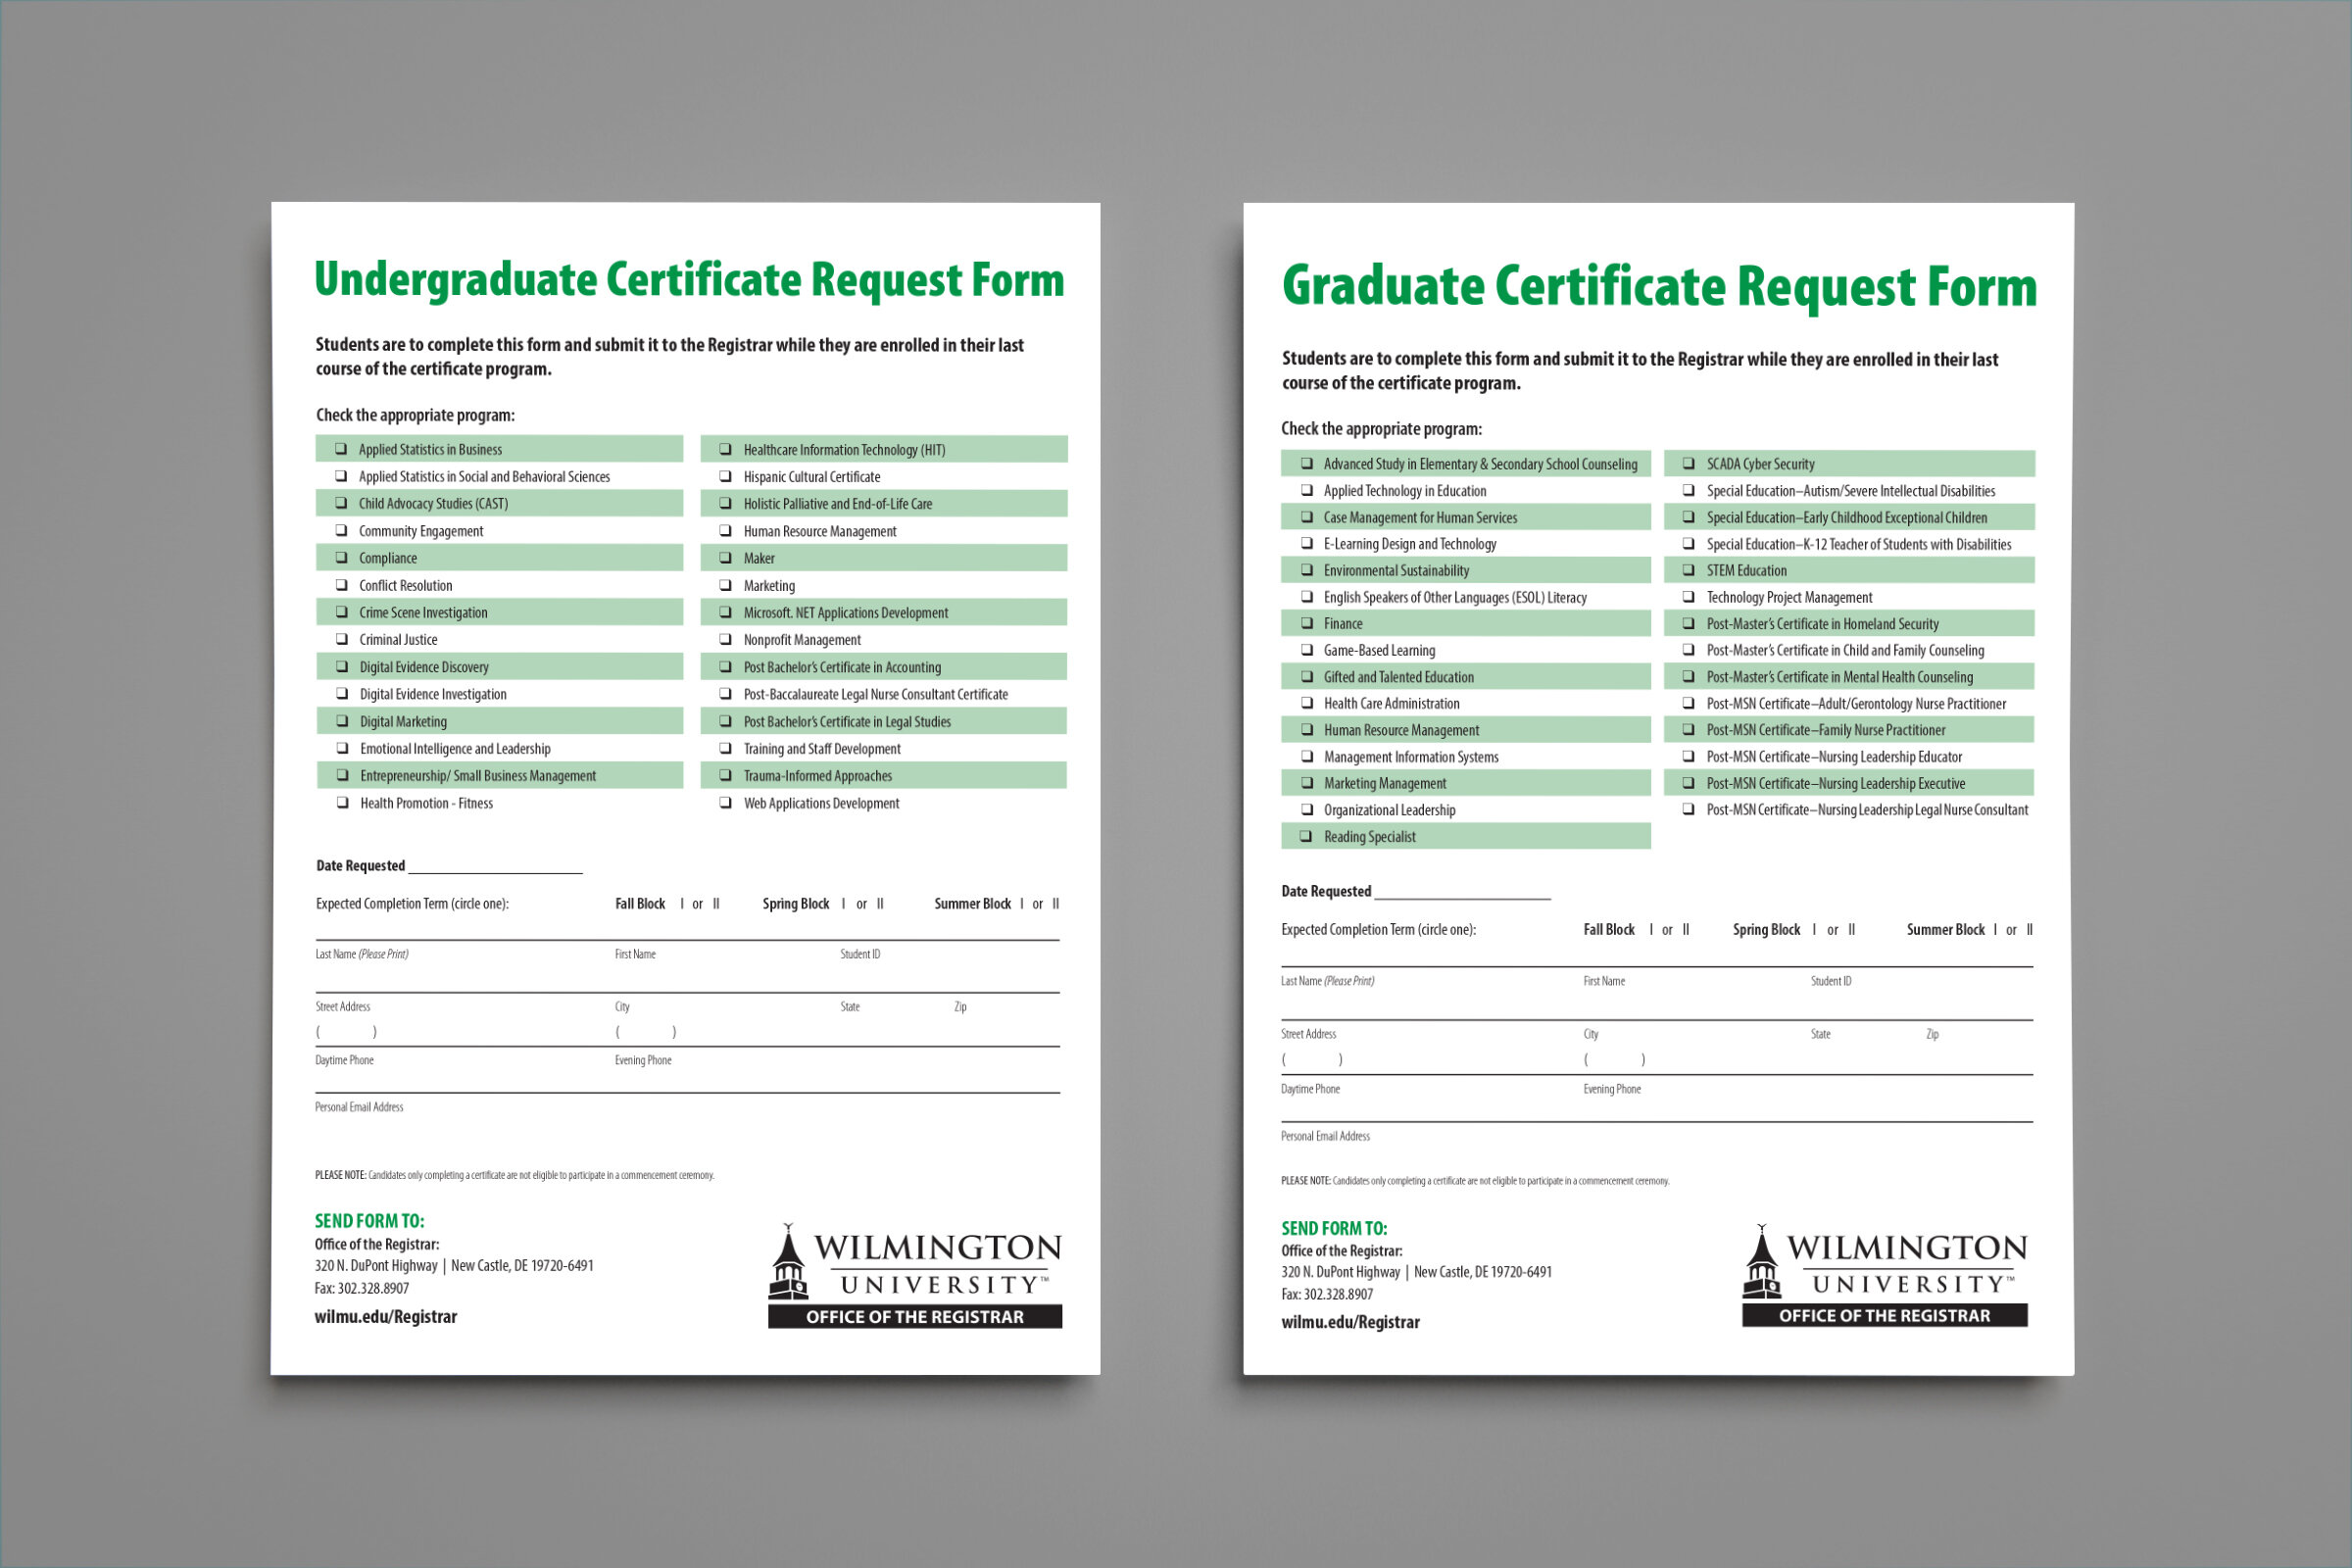 Undergraduate Certificate Request Form
Students are to complete this form and submit it to the Registrar while they are enrolled in their last
course of the certificate program.
Check the appropriate program:
❏ Applied Statistics in Business
❏ Applied Statistics in Social and Behavioral Sciences
❏ Child Advocacy Studies (CAST)
❏ Community Engagement
❏ Compliance
❏ Conflict Resolution
❏ Crime Scene Investigation
❏ Criminal Justice
❏ Digital Evidence Discovery
❏ Digital Evidence Investigation
❏ Digital Marketing
❏ Emotional Intelligence and Leadership
❏ Entrepreneurship/ Small Business Management
❏ Health Promotion - Fitness
❏ Healthcare Information Technology (HIT)
❏ Hispanic Cultural Certificate
❏ Holistic Palliative and End-of-Life Care
❏ Human Resource Management
❏ Maker
❏ Marketing
❏ Microsoft. NET Applications Development
❏ Nonprofit Management
❏ Post Bachelor's Certificate in Accounting
❏ Post-Baccalaureate Legal Nurse Consultant Certificate
❏ Post Bachelor's Certificate in Legal Studies
❏ Training and Staff Development
❏ Trauma-Informed Approaches
❏ Web Applications Development
Date Requested
Expected Completion Term (circle one): Fall Block I or II Spring Block I or II Summer Block I or II
Last Name (Please Print) First Name Student ID
Street Address City State Zip
( ) ( )
Daytime Phone Evening Phone
Personal Email Address
PLEASE NOTE: Candidates only completing a certificate are not eligible to participate in a commencement ceremony.
SEND FORM TO:
Office of the Registrar:
320 N. DuPont Highway | New Castle, DE 19720-6491
Fax: 302.328.8907
wilmu.edu/Registrar
WILMINGTON
UNIVERSITY™
OFFICE OF THE REGISTRAR
Graduate Certificate Request Form
Students are to complete this form and submit it to the Registrar while they are enrolled in their last
course of the certificate program.
Check the appropriate program:
❏ Advanced Study in Elementary & Secondary School Counseling
❏ Applied Technology in Education
❏ Case Management for Human Services
❏ E-Learning Design and Technology
❏ Environmental Sustainability
❏ English Speakers of Other Languages (ESOL) Literacy
❏ Finance
❏ Game-Based Learning
❏ Gifted and Talented Education
❏ Health Care Administration
❏ Human Resource Management
❏ Management Information Systems
❏ Marketing Management
❏ Organizational Leadership
❏ Reading Specialist
❏ SCADA Cyber Security
❏ Special Education–Autism/Severe Intellectual Disabilities
❏ Special Education–Early Childhood Exceptional Children
❏ Special Education–K-12 Teacher of Students with Disabilities
❏ STEM Education
❏ Technology Project Management
❏ Post-Master's Certificate in Homeland Security
❏ Post-Master's Certificate in Child and Family Counseling
❏ Post-Master's Certificate in Mental Health Counseling
❏ Post-MSN Certificate–Adult/Gerontology Nurse Practitioner
❏ Post-MSN Certificate–Family Nurse Practitioner
❏ Post-MSN Certificate–Nursing Leadership Educator
❏ Post-MSN Certificate–Nursing Leadership Executive
❏ Post-MSN Certificate–Nursing Leadership Legal Nurse Consultant
Date Requested
Expected Completion Term (circle one): Fall Block I or II Spring Block I or II Summer Block I or II
Last Name (Please Print) First Name Student ID
Street Address City State Zip
( ) ( )
Daytime Phone Evening Phone
Personal Email Address
PLEASE NOTE: Candidates only completing a certificate are not eligible to participate in a commencement ceremony.
SEND FORM TO:
Office of the Registrar:
320 N. DuPont Highway | New Castle, DE 19720-6491
Fax: 302.328.8907
wilmu.edu/Registrar
WILMINGTON
UNIVERSITY™
OFFICE OF THE REGISTRAR